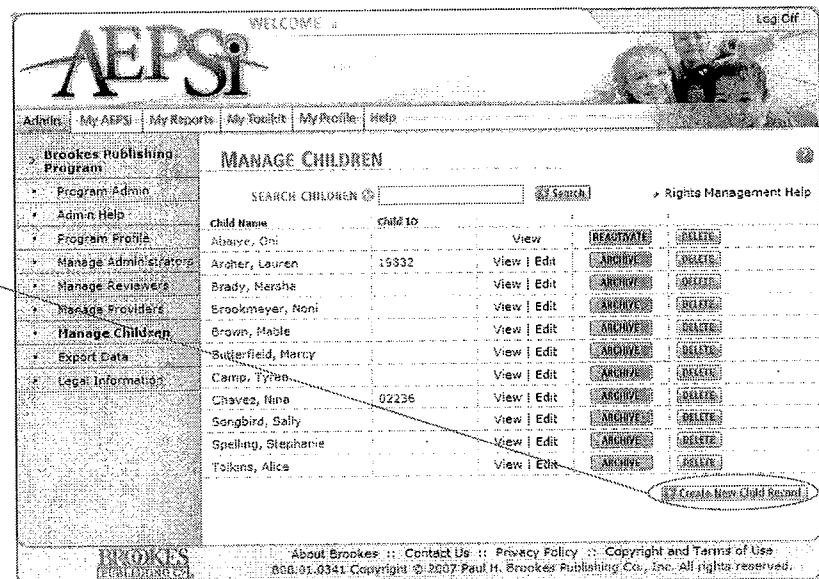 WELCOME
Log Off
AEPSi
Admin My AEPSi My Reports My Toolkit My Profile Help
Brookes Publishing Program
Program Admin
Admin Help
Program Profile
Manage Administrators
Manage Reviewers
Manage Providers
Manage Children
Export Data
Legal Information
MANAGE CHILDREN
SEARCH CHILDREN Search Rights Management Help
Child Name Child ID
Abaive, Oni View REACTIVATE DELETE
Archer, Lauren 19832 View | Edit ARCHIVE DELETE
Brady, Marsha View | Edit ARCHIVE DELETE
Brookmeyer, Noni View | Edit ARCHIVE DELETE
Brown, Mable View | Edit ARCHIVE DELETE
Butterfield, Marcy View | Edit ARCHIVE DELETE
Camp, Tyren View | Edit ARCHIVE DELETE
Chavez, Nina 02236 View | Edit ARCHIVE DELETE
Songbird, Sally View | Edit ARCHIVE DELETE
Spelling, Stephanie View | Edit ARCHIVE DELETE
Tolkins, Alice View | Edit ARCHIVE DELETE
Create New Child Record
BROOKES
PUBLISHING CO.
About Brookes :: Contact Us :: Privacy Policy :: Copyright and Terms of Use
B08.01.0341 Copyright © 2007 Paul H. Brookes Publishing Co., Inc. All rights reserved.